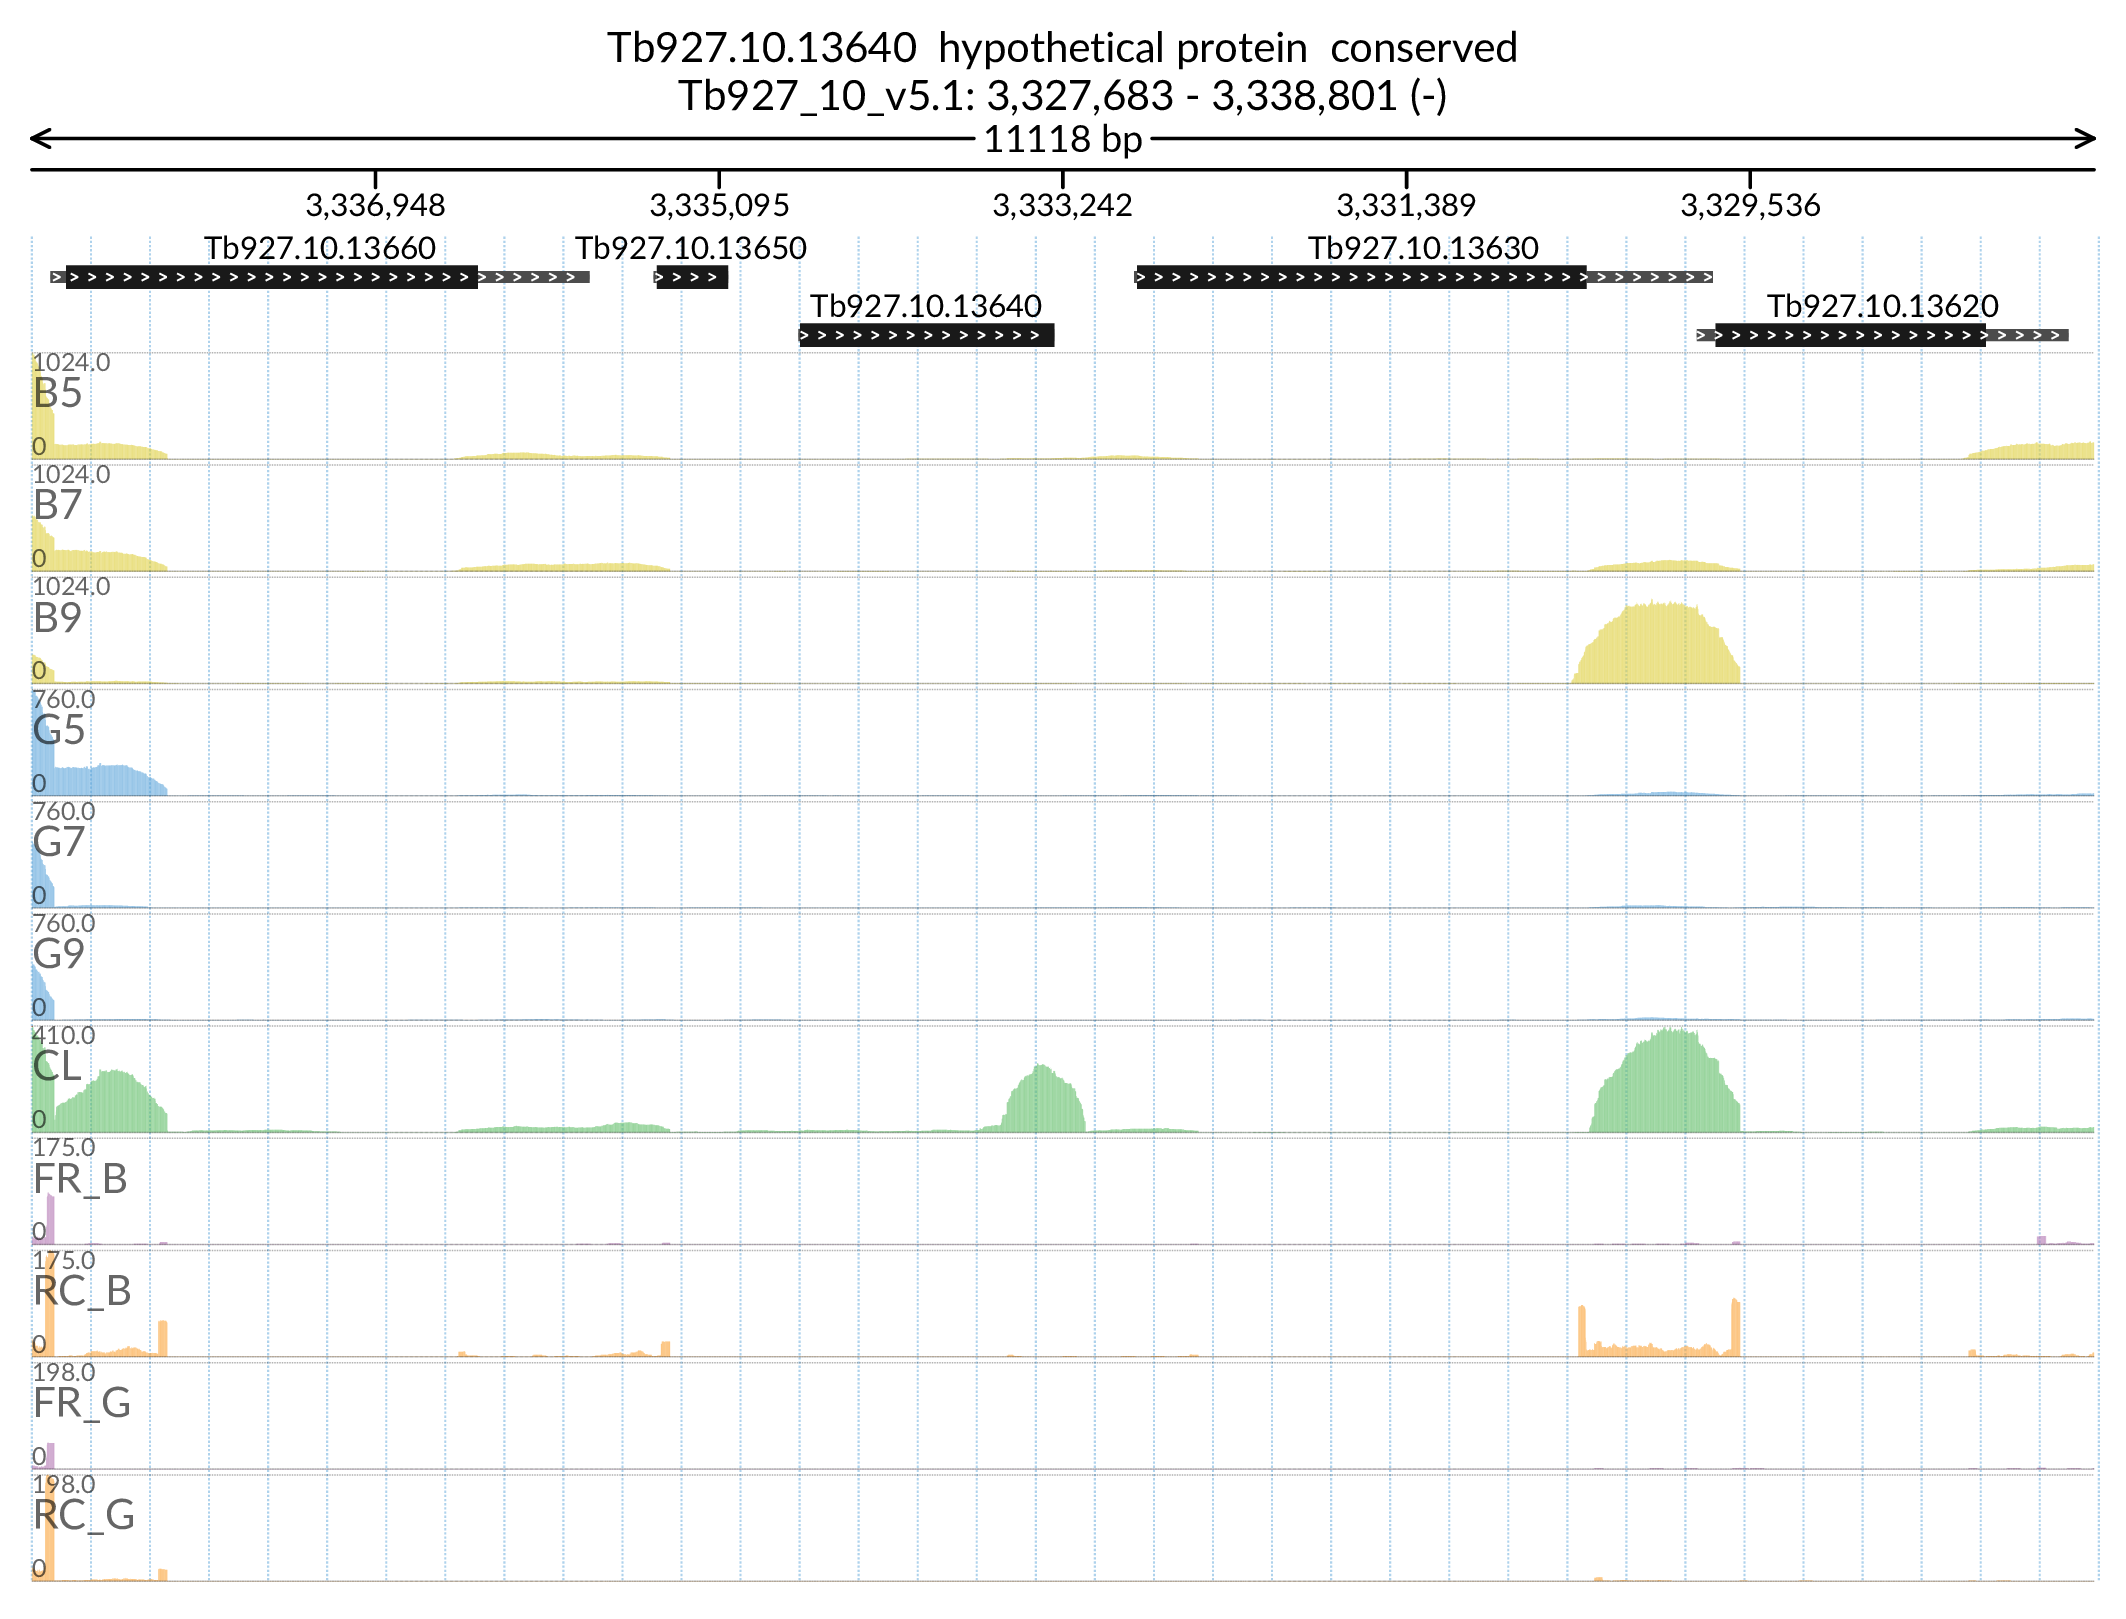 Tb927.10.13640 hypothetical protein conserved
Tb927_10_v5.1: 3,327,683 - 3,338,801 (-)
11118 bp
3,336,948 3,335,095 3,333,242 3,331,389 3,329,536
Tb927.10.13660 Tb927.10.13650 Tb927.10.13630
Tb927.10.13640 Tb927.10.13620
1024.0
B5
0
1024.0
B7
0
1024.0
B9
0
760.0
G5
0
760.0
G7
0
760.0
G9
0
410.0
CL
0
175.0
FR_B
0
175.0
RC_B
0
198.0
FR_G
0
198.0
RC_G
0